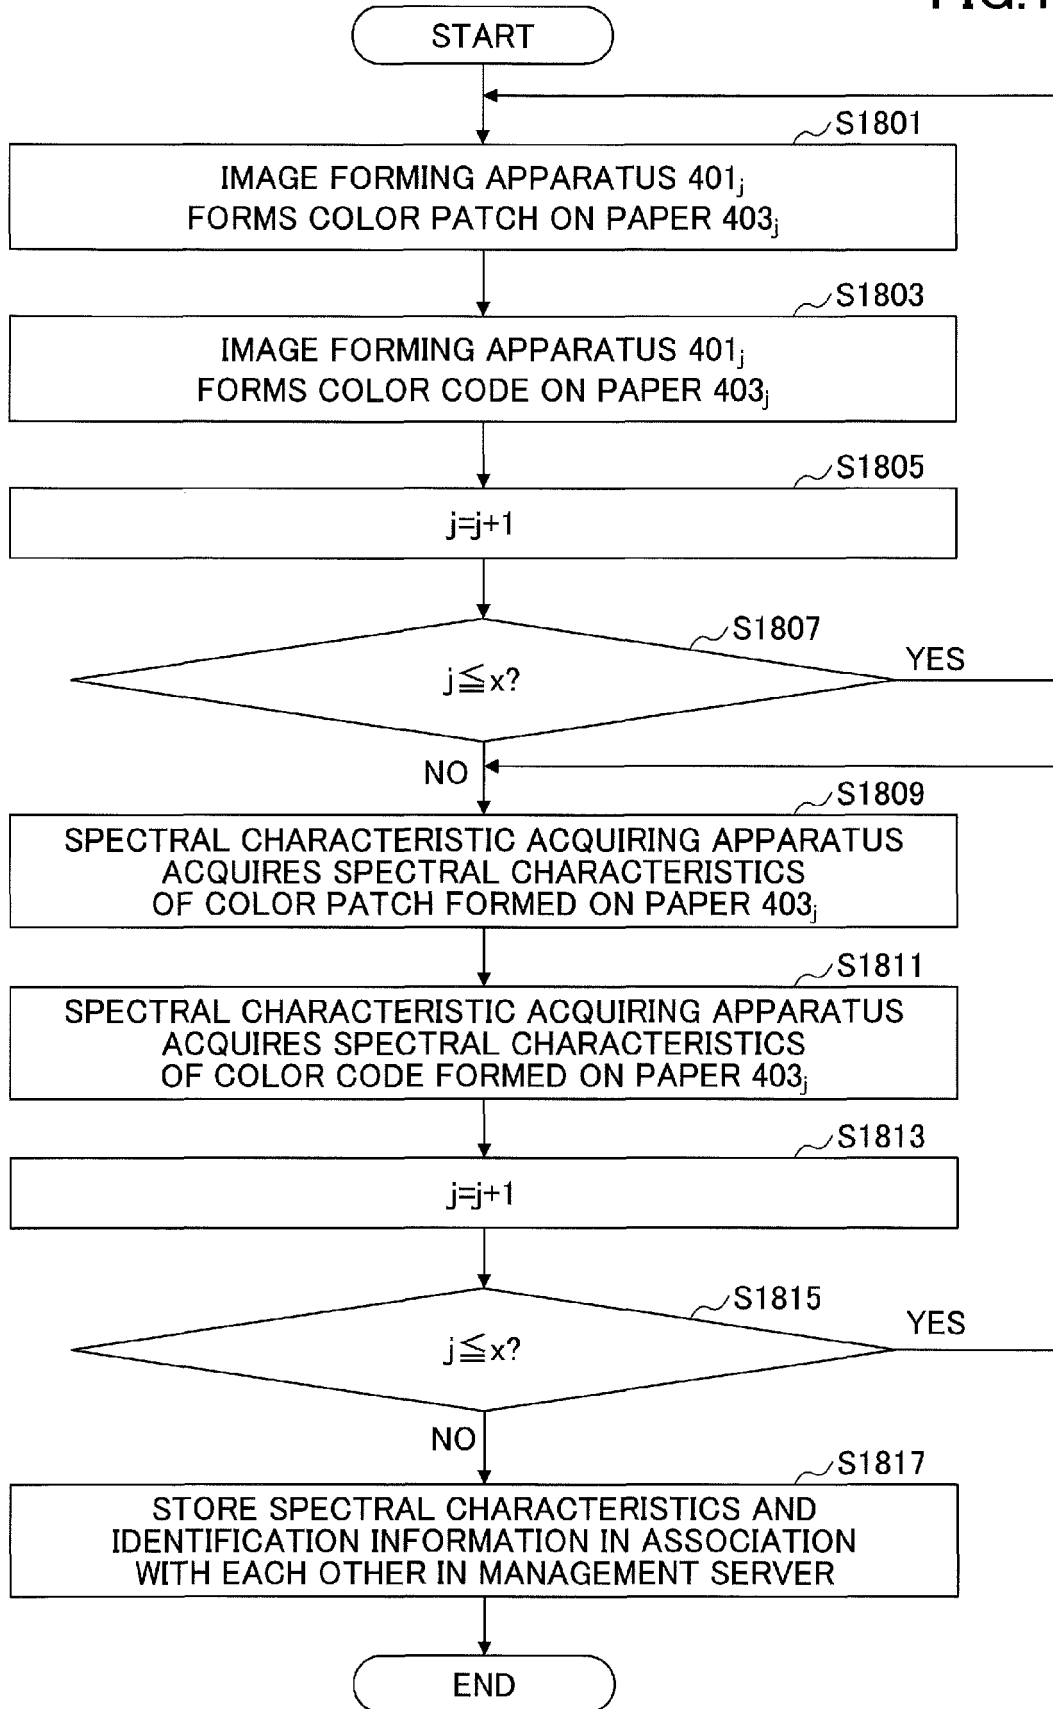 FIG.1
START
S1801
IMAGE FORMING APPARATUS 401j
FORMS COLOR PATCH ON PAPER 403j
S1803
IMAGE FORMING APPARATUS 401j
FORMS COLOR CODE ON PAPER 403j
S1805
j=j+1
S1807
j≦x?
YES
NO
S1809
SPECTRAL CHARACTERISTIC ACQUIRING APPARATUS
ACQUIRES SPECTRAL CHARACTERISTICS
OF COLOR PATCH FORMED ON PAPER 403j
S1811
SPECTRAL CHARACTERISTIC ACQUIRING APPARATUS
ACQUIRES SPECTRAL CHARACTERISTICS
OF COLOR CODE FORMED ON PAPER 403j
S1813
j=j+1
S1815
j≦x?
YES
NO
S1817
STORE SPECTRAL CHARACTERISTICS AND
IDENTIFICATION INFORMATION IN ASSOCIATION
WITH EACH OTHER IN MANAGEMENT SERVER
END